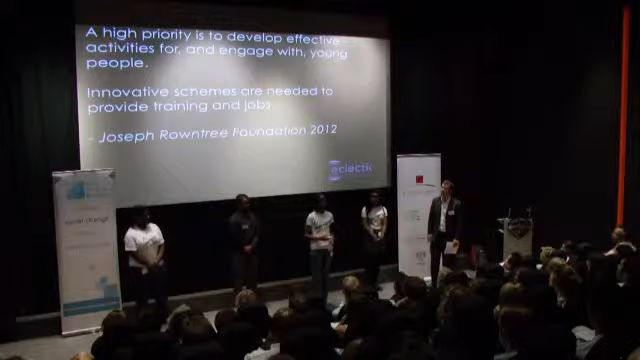 A high priority is to develop effective
activities for, and engage with, young
people.
Innovative schemes are needed to
provide training and jobs.
- Joseph Rowntree Foundation 2012
eclectik
social change